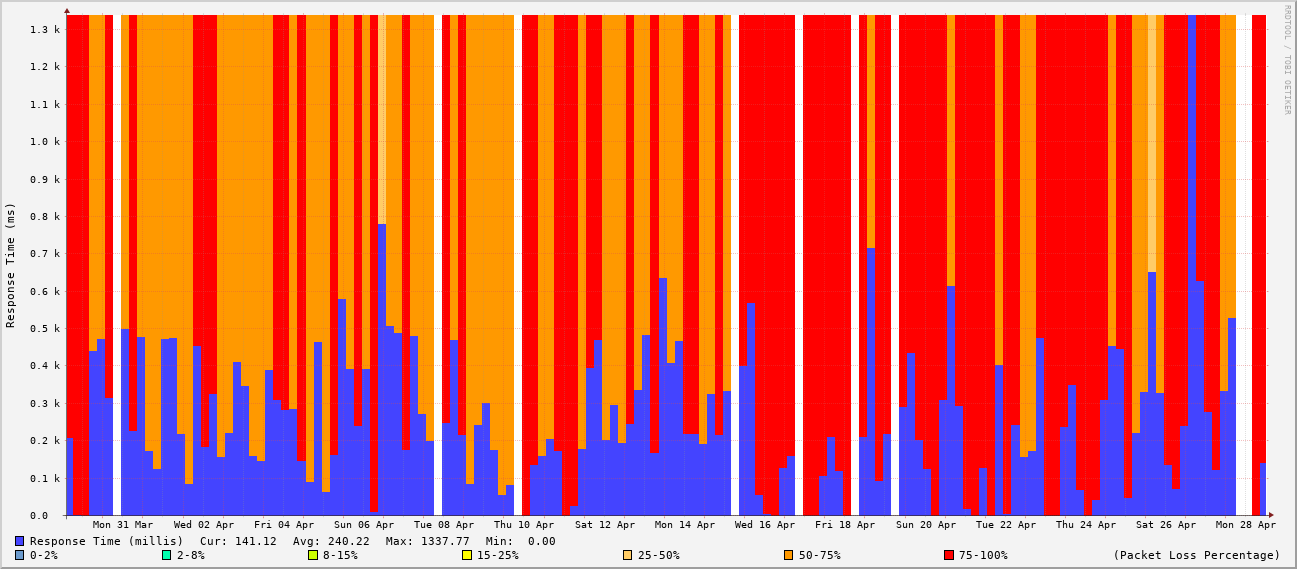 RRDTOOL / TOBI OETIKER
Response Time (ms)
1.3 k
1.2 k
1.1 k
1.0 k
0.9 k
0.8 k
0.7 k
0.6 k
0.5 k
0.4 k
0.3 k
0.2 k
0.1 k
0.0
Mon 31 Mar Wed 02 Apr Fri 04 Apr Sun 06 Apr Tue 08 Apr Thu 10 Apr Sat 12 Apr Mon 14 Apr Wed 16 Apr Fri 18 Apr Sun 20 Apr Tue 22 Apr Thu 24 Apr Sat 26 Apr Mon 28 Apr
Response Time (millis) Cur: 141.12 Avg: 240.22 Max: 1337.77 Min: 0.00
0-2% 2-8% 8-15% 15-25% 25-50% 50-75% 75-100% (Packet Loss Percentage)